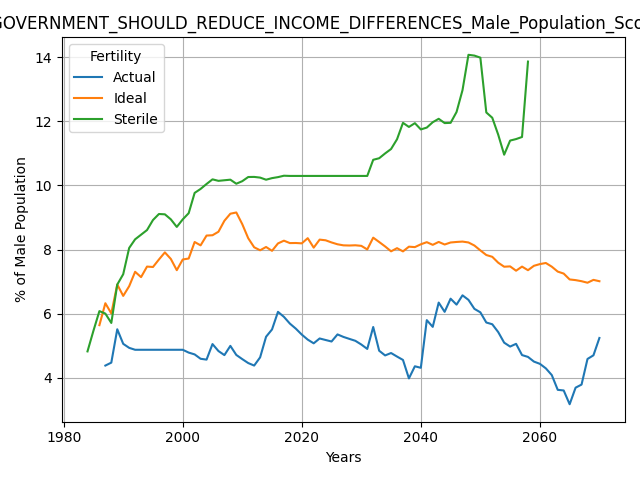 GOVERNMENT_SHOULD_REDUCE_INCOME_DIFFERENCES_Male_Population_Sco
Fertility
Actual
Ideal
Sterile
% of Male Population
14
12
10
8
6
4
1980
2000
2020
2040
2060
Years